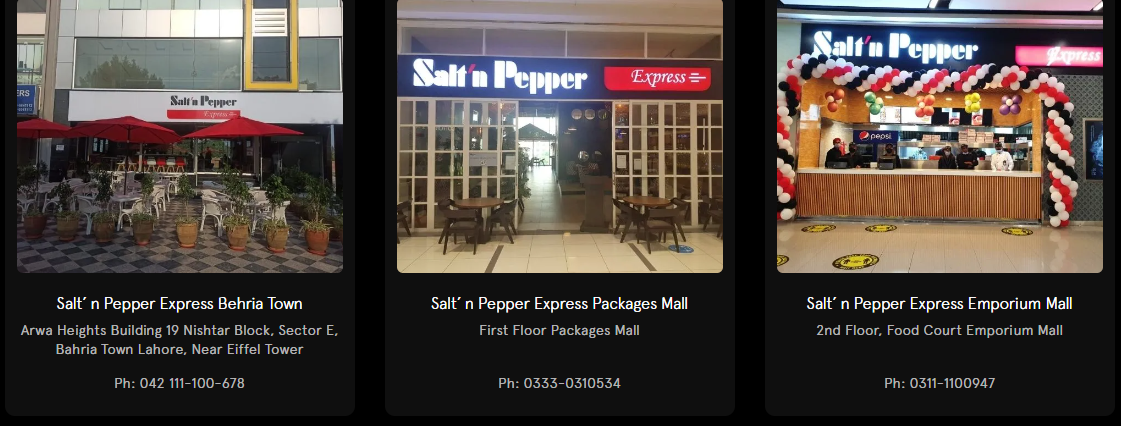 ERS
Salt'n Pepper
Express
Salt'n Pepper
Express
Salt'n Pepper
Express
pepsi
Salt' n Pepper Express Behria Town
Arwa Heights Building 19 Nishtar Block, Sector E,
Bahria Town Lahore, Near Eiffel Tower
Ph: 042 111-100-678
Salt' n Pepper Express Packages Mall
First Floor Packages Mall
Ph: 0333-0310534
Salt' n Pepper Express Emporium Mall
2nd Floor, Food Court Emporium Mall
Ph: 0311-1100947